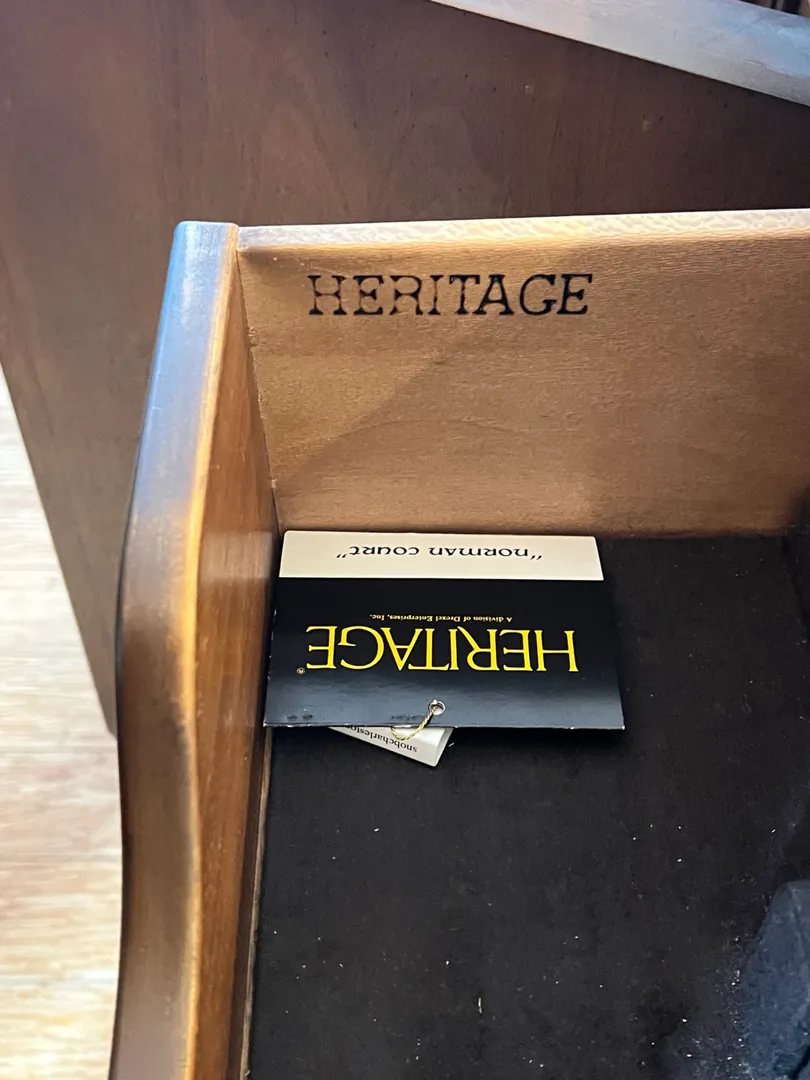 HERITAGE
HERITAGE®
A division of Drexel Enterprises, Inc.
"norman court"